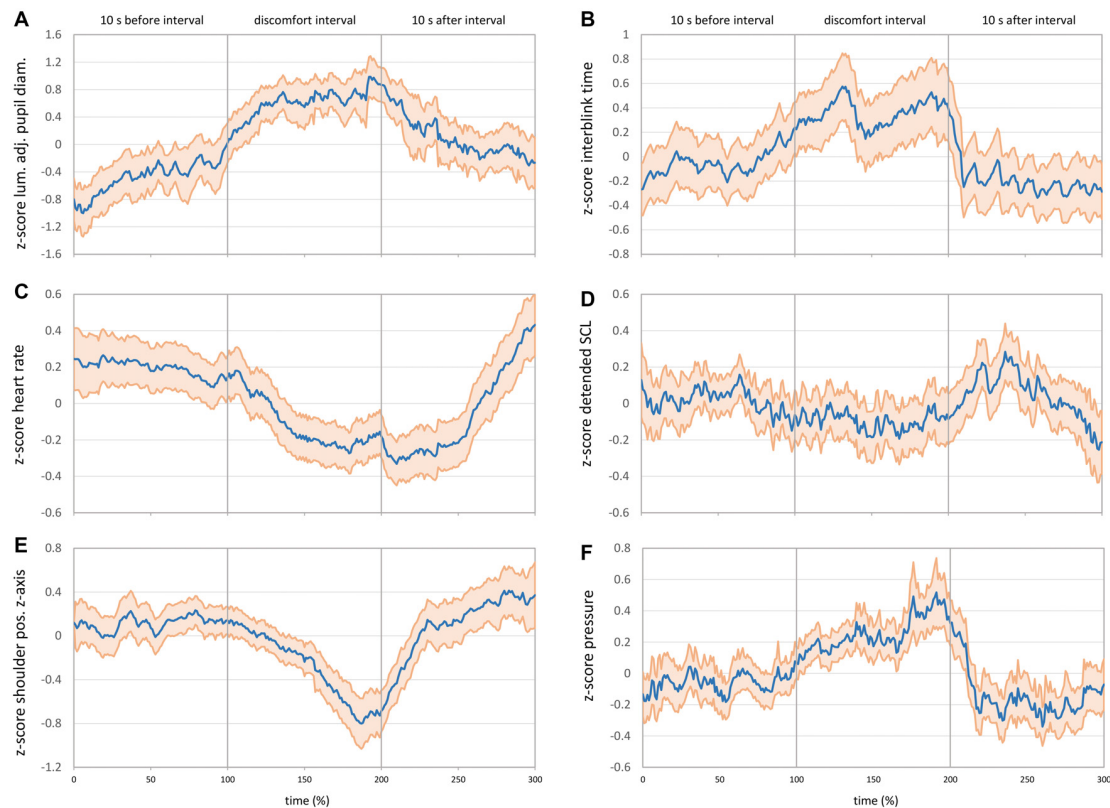 A
10 s before interval discomfort interval 10 s after interval
z-score lum. adj. pupil diam.
1.6
1.2
0.8
0.4
0
-0.4
-0.8
-1.2
-1.6
B
10 s before interval discomfort interval 10 s after interval
z-score interblink time
1
0.8
0.6
0.4
0.2
0
-0.2
-0.4
-0.6
-0.8
C
z-score heart rate
0.6
0.4
0.2
0
-0.2
-0.4
-0.6
D
z-score detended SCL
0.6
0.4
0.2
0
-0.2
-0.4
-0.6
E
z-score shoulder pos. z-axis
0.8
0.4
0
-0.4
-0.8
-1.2
0 50 100 150 200 250 300
time (%)
F
z-score pressure
0.8
0.6
0.4
0.2
0
-0.2
-0.4
-0.6
0 50 100 150 200 250 300
time (%)